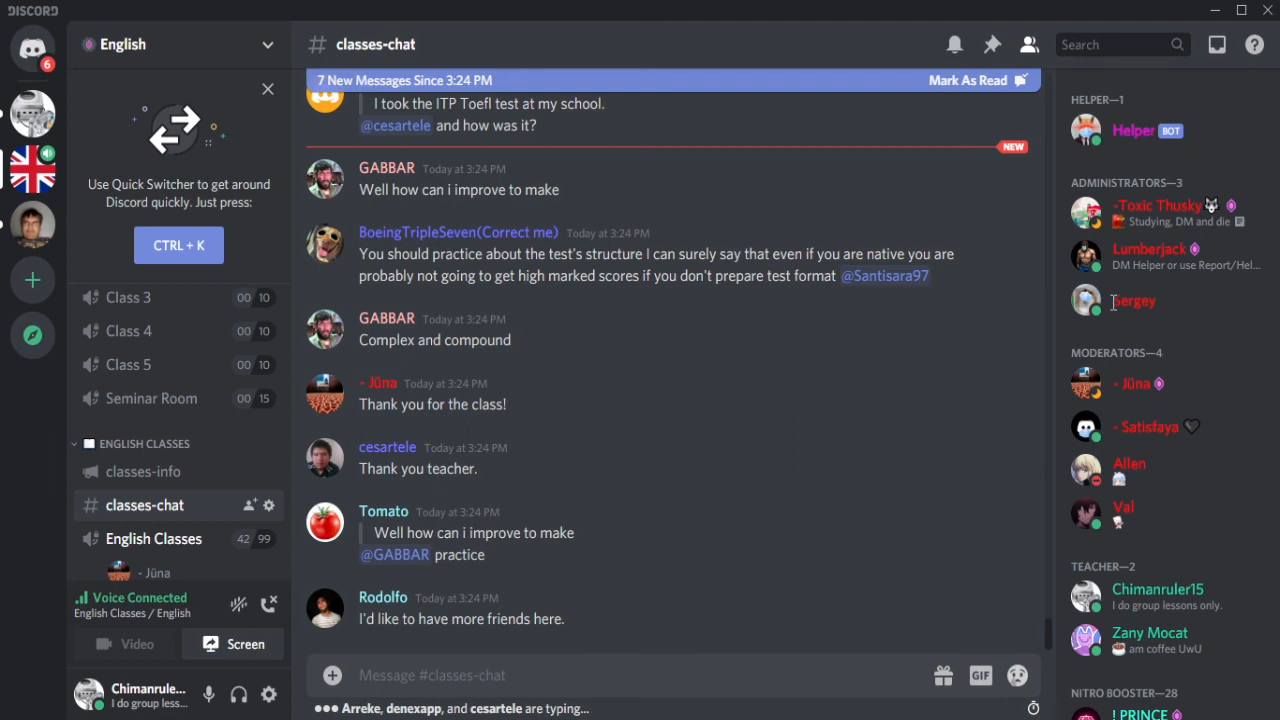 DISCORD
English
classes-chat
Search
6
7 New Messages Since 3:24 PM
Mark As Read
Use Quick Switcher to get around
Discord quickly. Just press:
CTRL + K
Class 3
00 10
Class 4
00 10
Class 5
00 10
Seminar Room
00 15
ENGLISH CLASSES
classes-info
classes-chat
English Classes
42 99
- Jüna
Voice Connected
English Classes / English
Video
Screen
Chimanrule...
I do group less...
I took the ITP Toefl test at my school.
@cesartele and how was it?
NEW
GABBAR Today at 3:24 PM
Well how can i improve to make
BoeingTripleSeven(Correct me) Today at 3:24 PM
You should practice about the test's structure I can surely say that even if you are native you are
probably not going to get high marked scores if you don't prepare test format @Santisara97
GABBAR Today at 3:24 PM
Complex and compound
- Jüna Today at 3:24 PM
Thank you for the class!
cesartele Today at 3:24 PM
Thank you teacher.
Tomato Today at 3:24 PM
Well how can i improve to make
@GABBAR practice
Rodolfo Today at 3:24 PM
I'd like to have more friends here.
Message #classes-chat
GIF
Arreke, denexapp, and cesartele are typing...
HELPER—1
Helper BOT
ADMINISTRATORS—3
-Toxic Thusky
Studying, DM and die
Lumberjack
DM Helper or use Report/Hel...
Sergey
MODERATORS—4
- Jüna
- Satisfaya
Allen
Val
TEACHER—2
Chimanruler15
I do group lessons only.
Zany Mocat
am coffee UwU
NITRO BOOSTER—28
! PRINCE